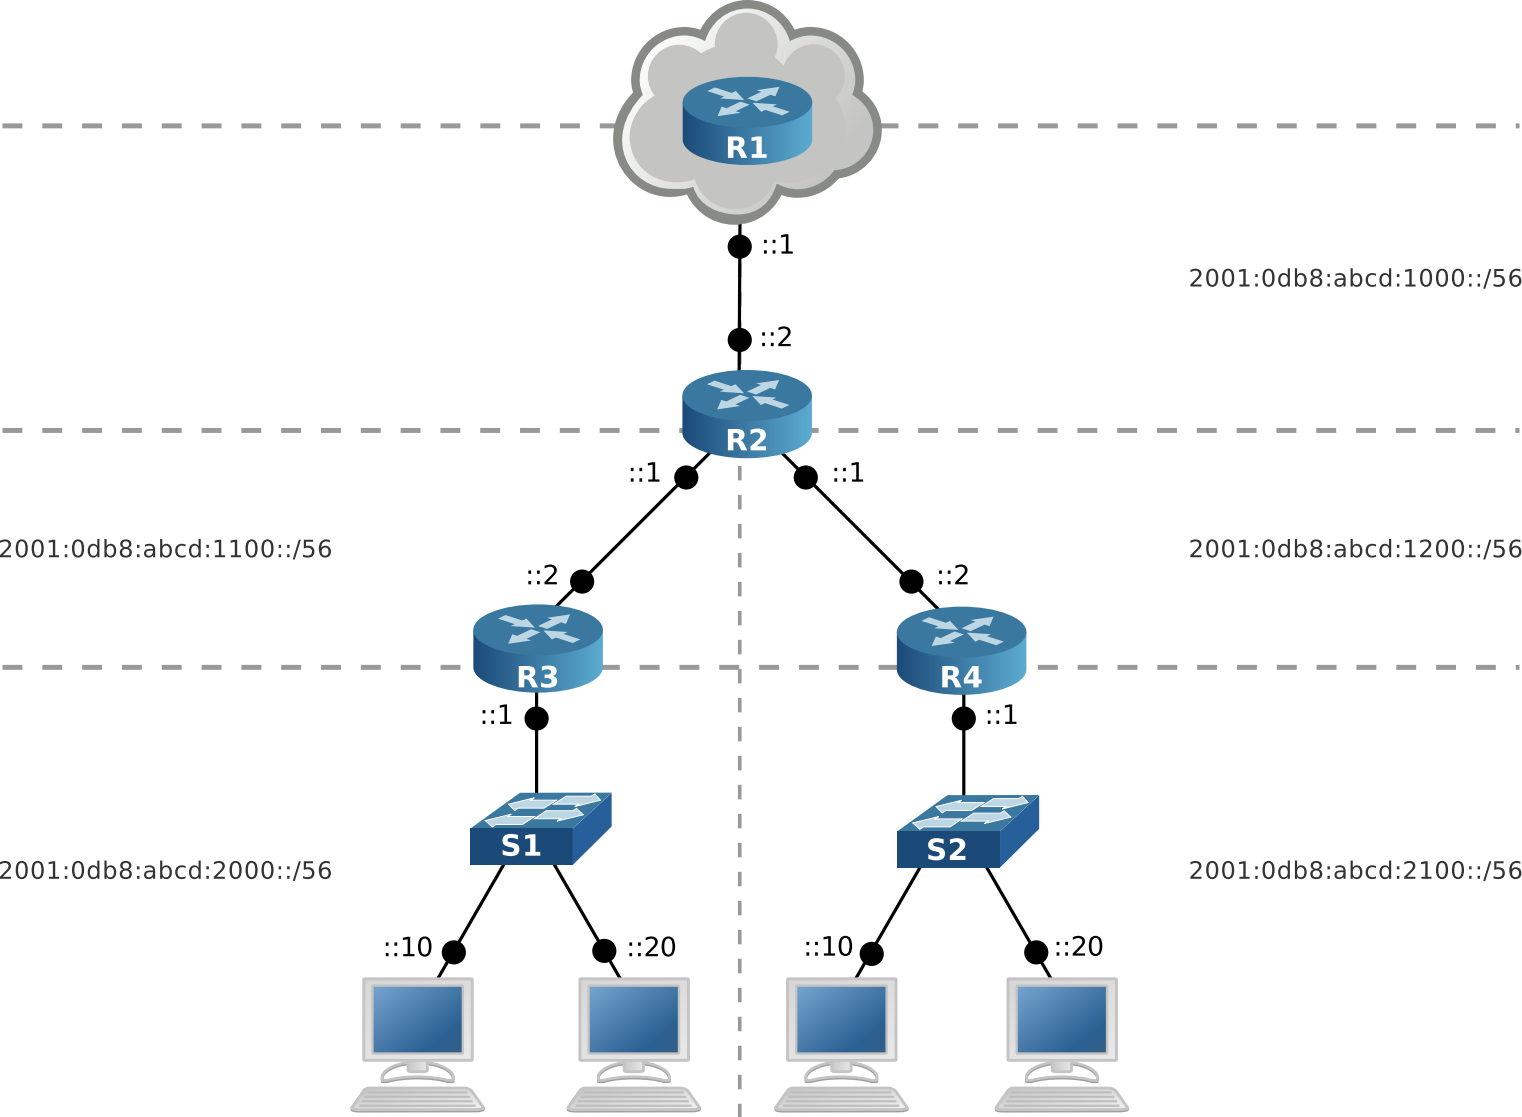 R1
::1
2001:0db8:abcd:1000::/56
::2
R2
::1
::1
2001:0db8:abcd:1100::/56
2001:0db8:abcd:1200::/56
::2
::2
R3
R4
::1
::1
S1
S2
2001:0db8:abcd:2000::/56
2001:0db8:abcd:2100::/56
::10
::20
::10
::20